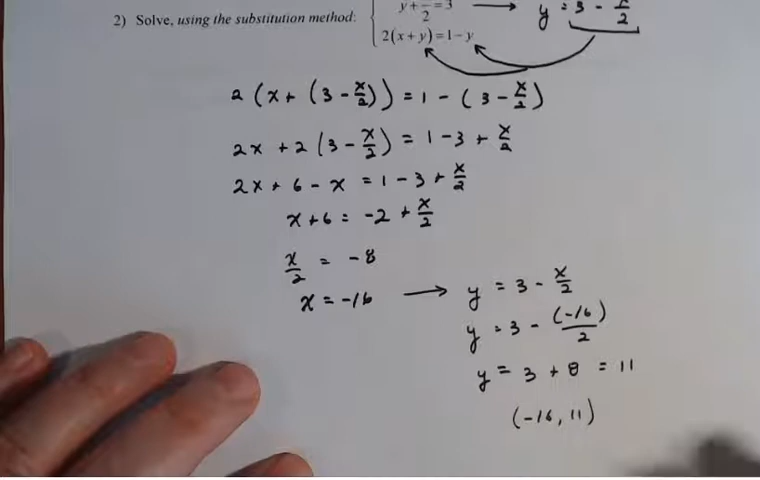 y + x/2 = 3 → y = 3 - x/2
2) Solve, using the substitution method:
2(x+y)=1-y
2(x + (3 - x/2)) = 1 - (3 - x/2)
2x + 2(3 - x/2) = 1 - 3 + x/2
2x + 6 - x = 1 - 3 + x/2
x + 6 = -2 + x/2
x/2 = -8
x = -16 → y = 3 - x/2
y = 3 - (-16)/2
y = 3 + 8 = 11
(-16, 11)